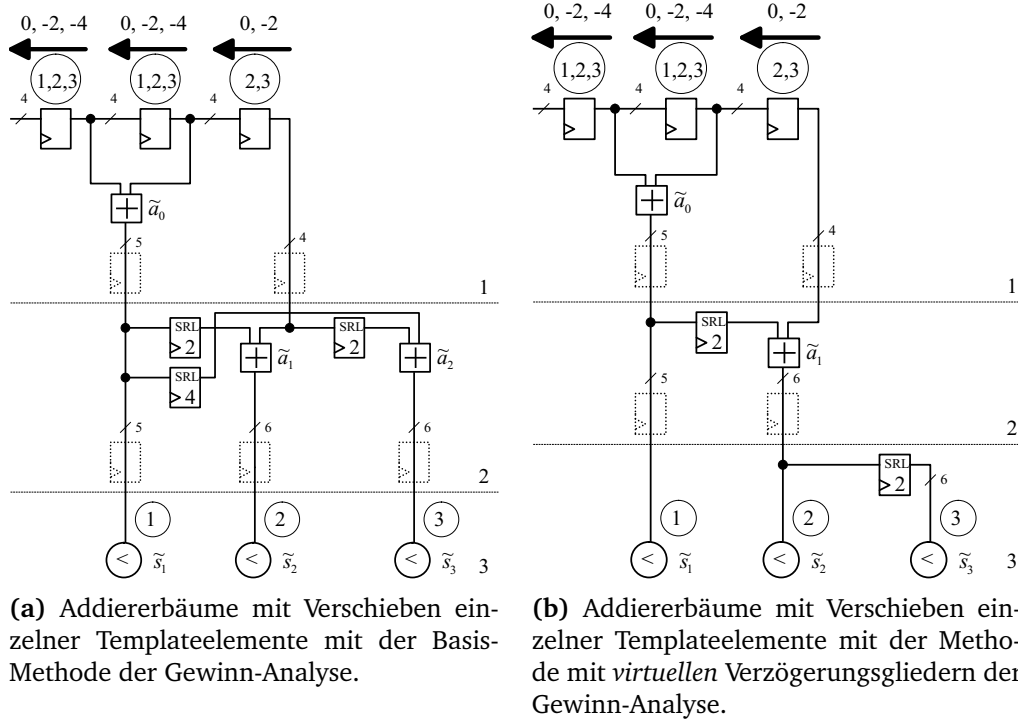 0, -2, -4 0, -2, -4 0, -2
1,2,3 1,2,3 2,3
4 4 4
+ ã₀
5 4
1
SRL 2 SRL 2
+ ã₁ + ã₂
SRL 4
5 6 6
2
1 2 3
< s̃₁ < s̃₂ < s̃₃ 3
(a) Addiererbäume mit Verschieben ein-
zelner Templateelemente mit der Basis-
Methode der Gewinn-Analyse.
0, -2, -4 0, -2, -4 0, -2
1,2,3 1,2,3 2,3
4 4 4
+ ã₀
5 4
1
SRL 2
+ ã₁
5 6
2
SRL 2
6
1 2 3
< s̃₁ < s̃₂ < s̃₃ 3
(b) Addiererbäume mit Verschieben ein-
zelner Templateelemente mit der Metho-
de mit virtuellen Verzögerungsgliedern der
Gewinn-Analyse.